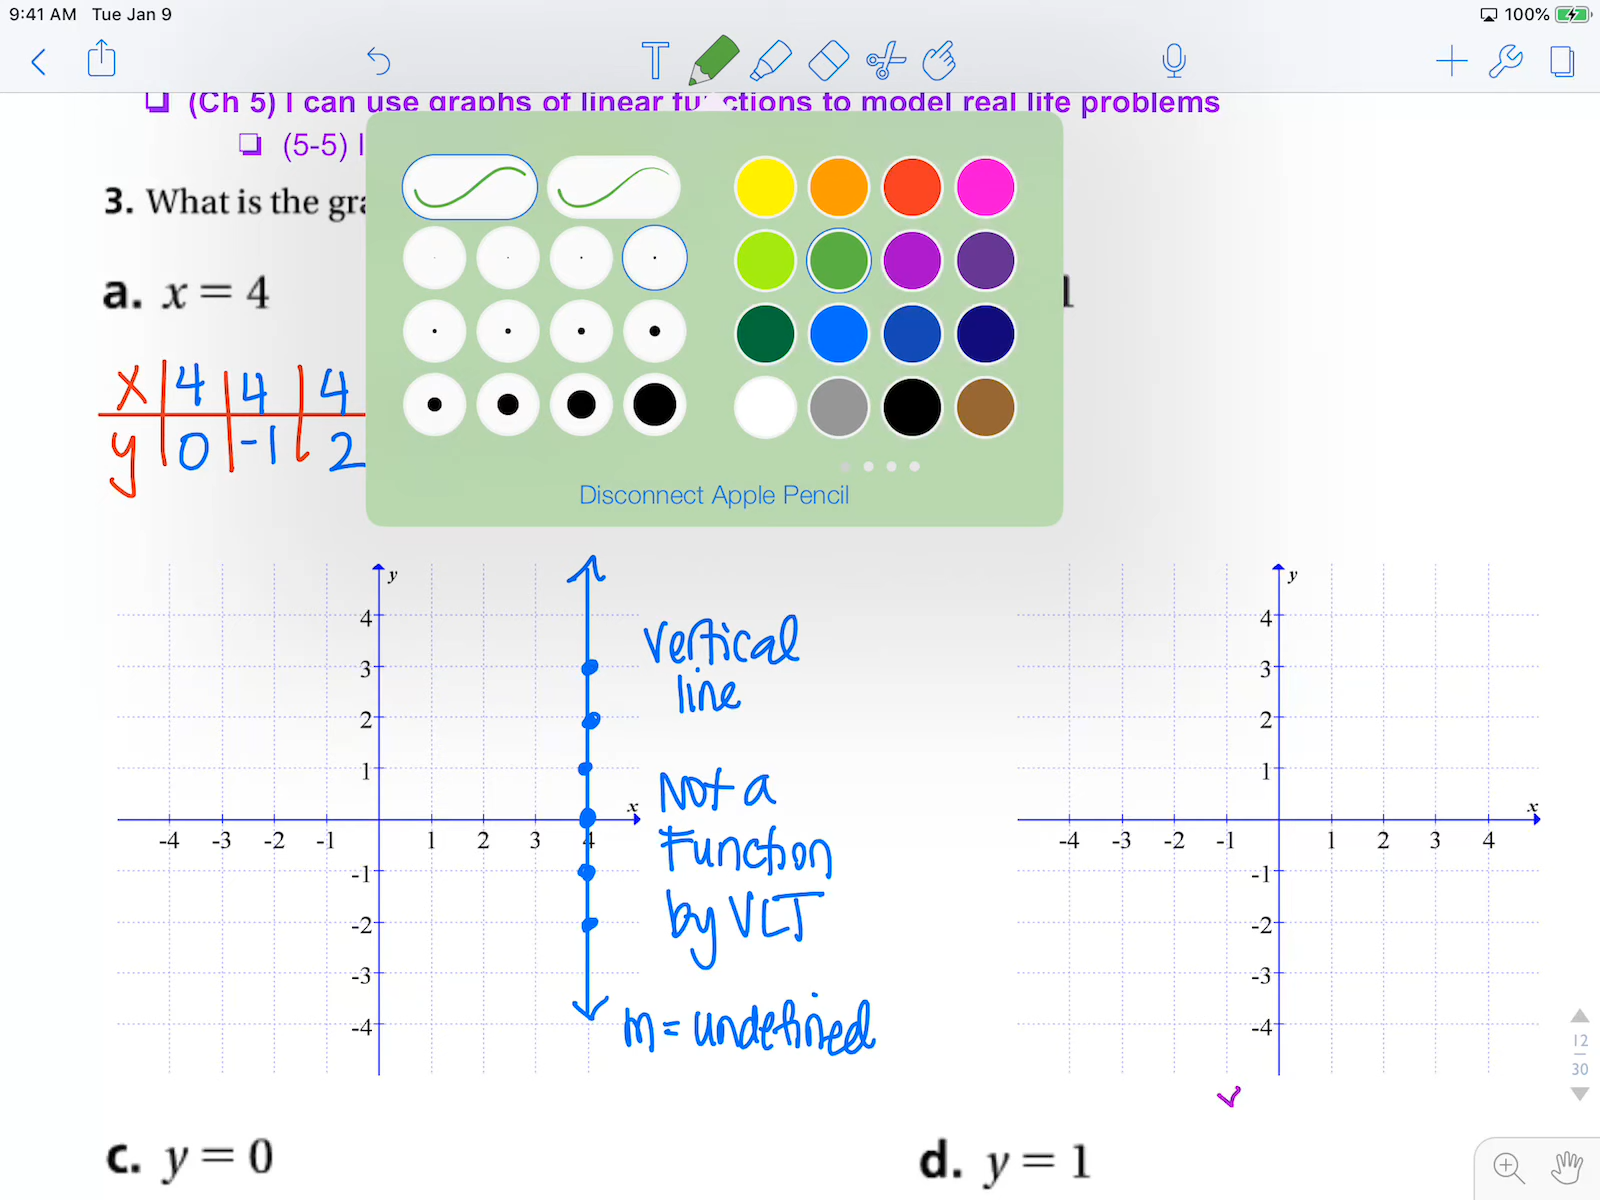 9:41 AM Tue Jan 9 100%
T
(Ch 5) I can use graphs of linear functions to model real life problems
(5-5) I
3. What is the gra
a. x = 4
1
x 4 4 4
y 0 -1 2
Disconnect Apple Pencil
y y
4 4
3 3
2 2
1 1
x x
-4 -3 -2 -1 1 2 3 4 -4 -3 -2 -1 1 2 3 4
-1 -1
-2 -2
-3 -3
-4 -4
Vertical
line
Not a
Function
by VLT
m = undefined
12
30
c. y = 0 d. y = 1